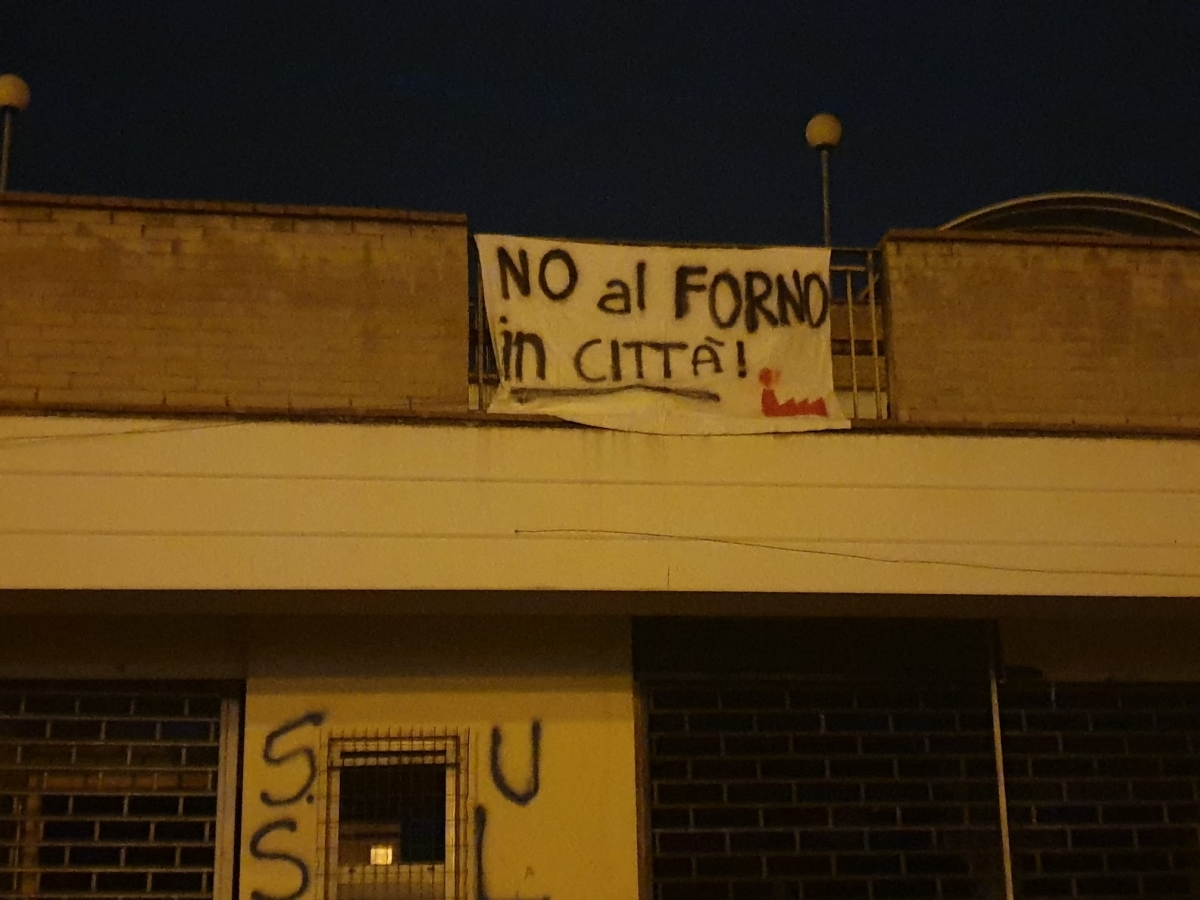 NO al FORNO
in CITTÀ!
S. U
S L